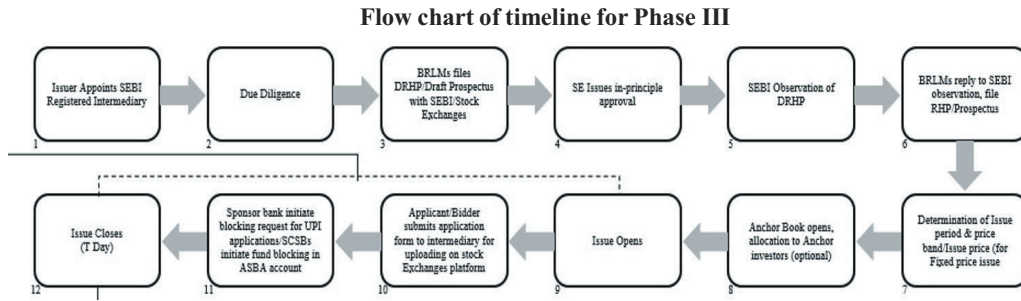 Flow chart of timeline for Phase III
Issuer Appoints SEBI
Registered Intermediary
1
Due Diligence
2
BRLMs files
DRHP/Draft Prospectus
with SEBI/Stock
Exchanges
3
SE Issues in-principle
approval
4
SEBI Observation of
DRHP
5
BRLMs reply to SEBI
observation, file
RHP/Prospectus
6
Determination of Issue
period & price
band/Issue price (for
Fixed price issue
7
Anchor Book opens,
allocation to Anchor
investors (optional)
8
Issue Opens
9
Applicant/Bidder
submits application
form to intermediary for
uploading on stock
Exchanges platform
10
Sponsor bank initiate
blocking request for UPI
applications/SCSBs
initiate fund blocking in
ASBA account
11
Issue Closes
(T Day)
12